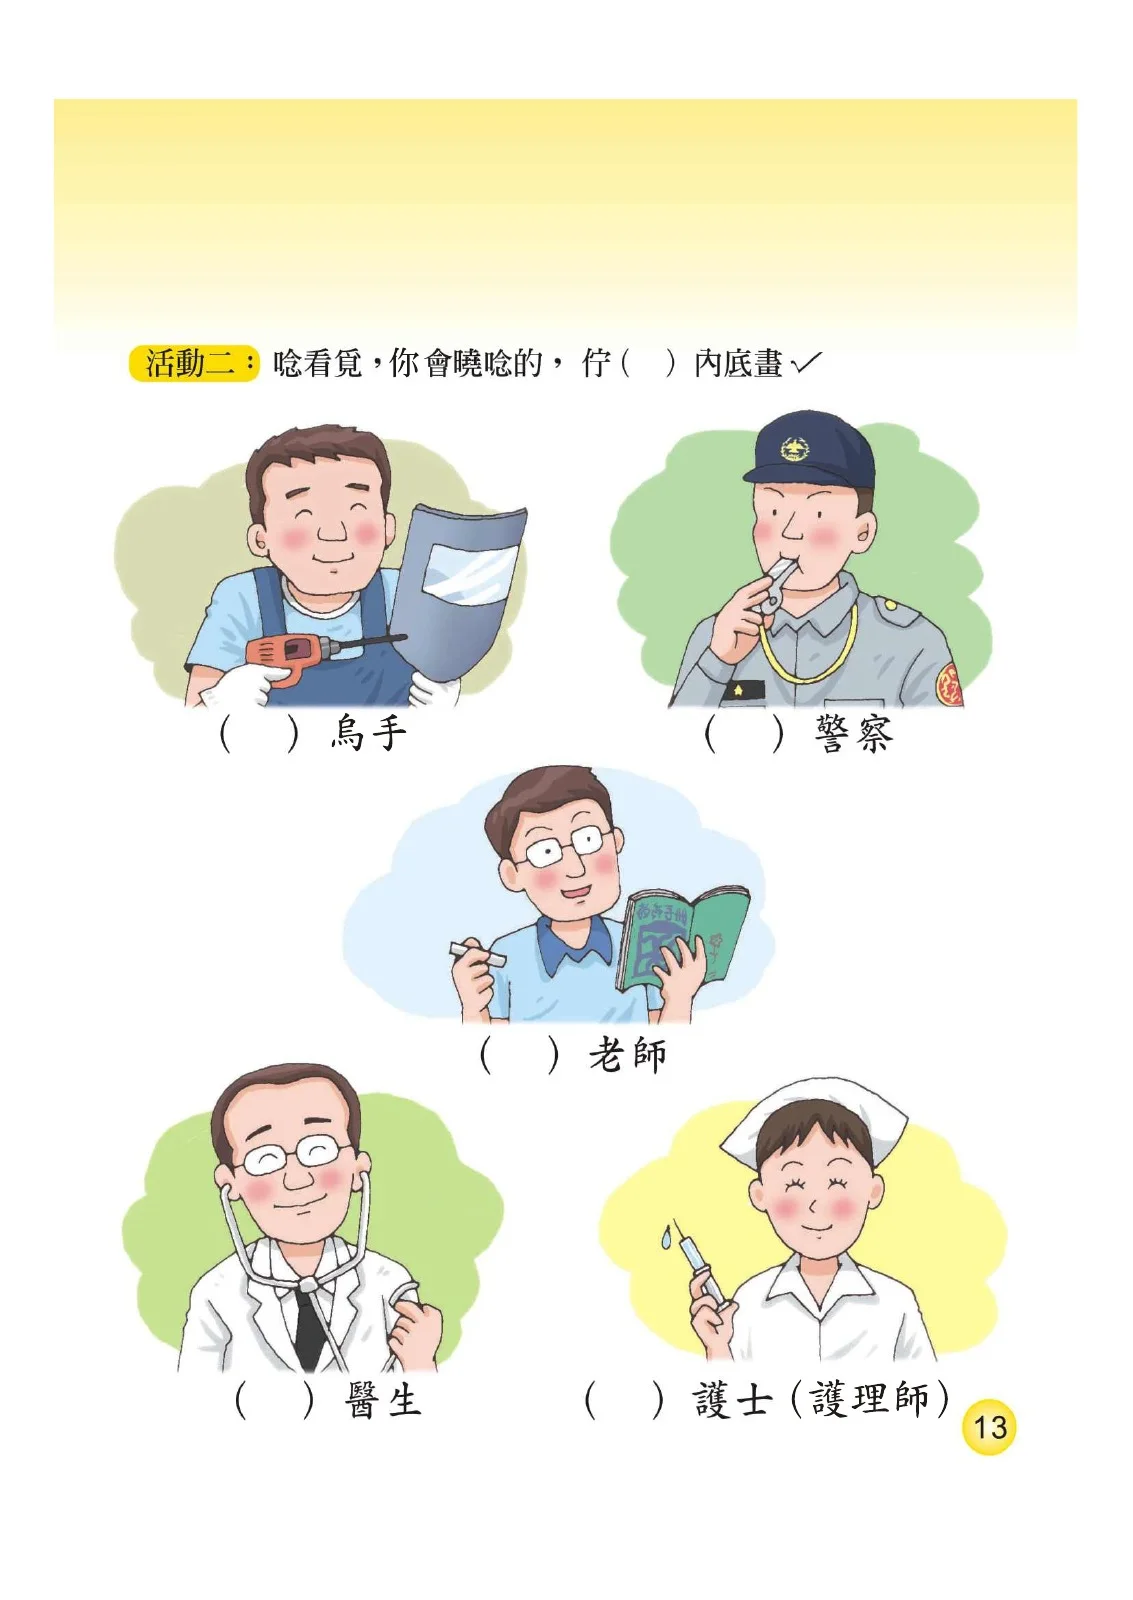 活動二：唸看覓，你會曉唸的，佇（　）內底畫✓
（　）烏手
（　）警察
（　）老師
（　）醫生
（　）護士（護理師）
13